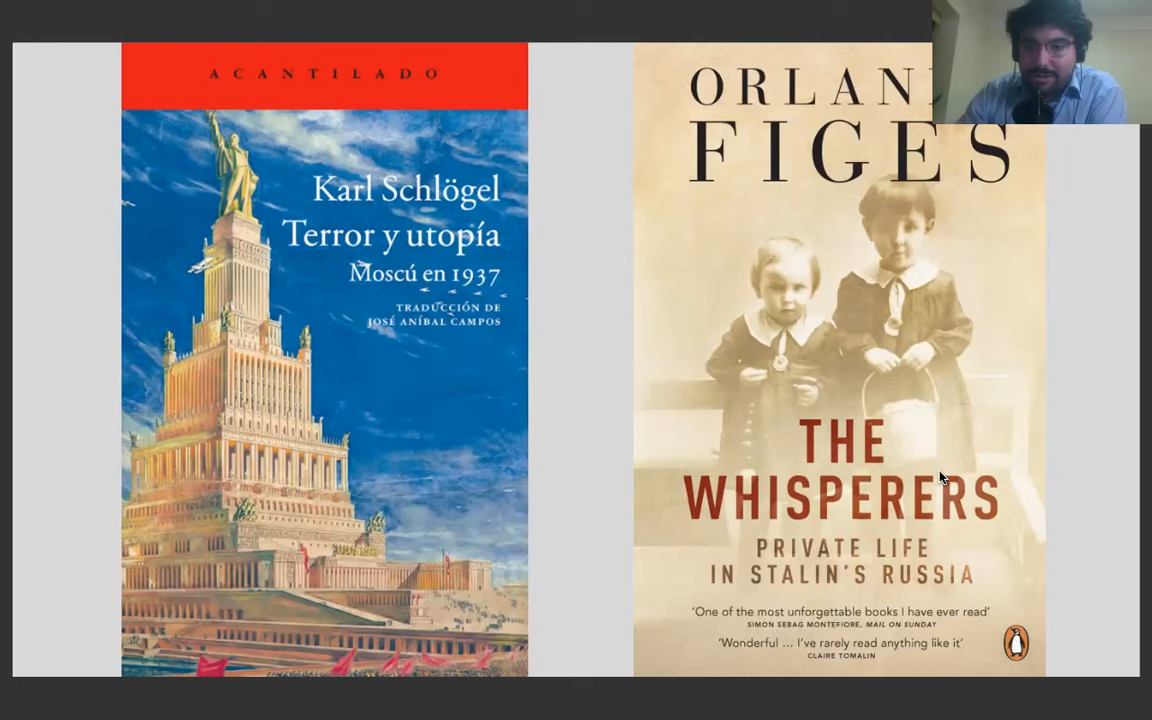 ACANTILADO
Karl Schlögel
Terror y utopía
Moscú en 1937
TRADUCCIÓN DE
JOSÉ ANÍBAL CAMPOS
ORLAN
FIGES
THE
WHISPERERS
PRIVATE LIFE
IN STALIN'S RUSSIA
'One of the most unforgettable books I have ever read'
SIMON SEBAG MONTEFIORE, MAIL ON SUNDAY
'Wonderful ... I've rarely read anything like it'
CLAIRE TOMALIN